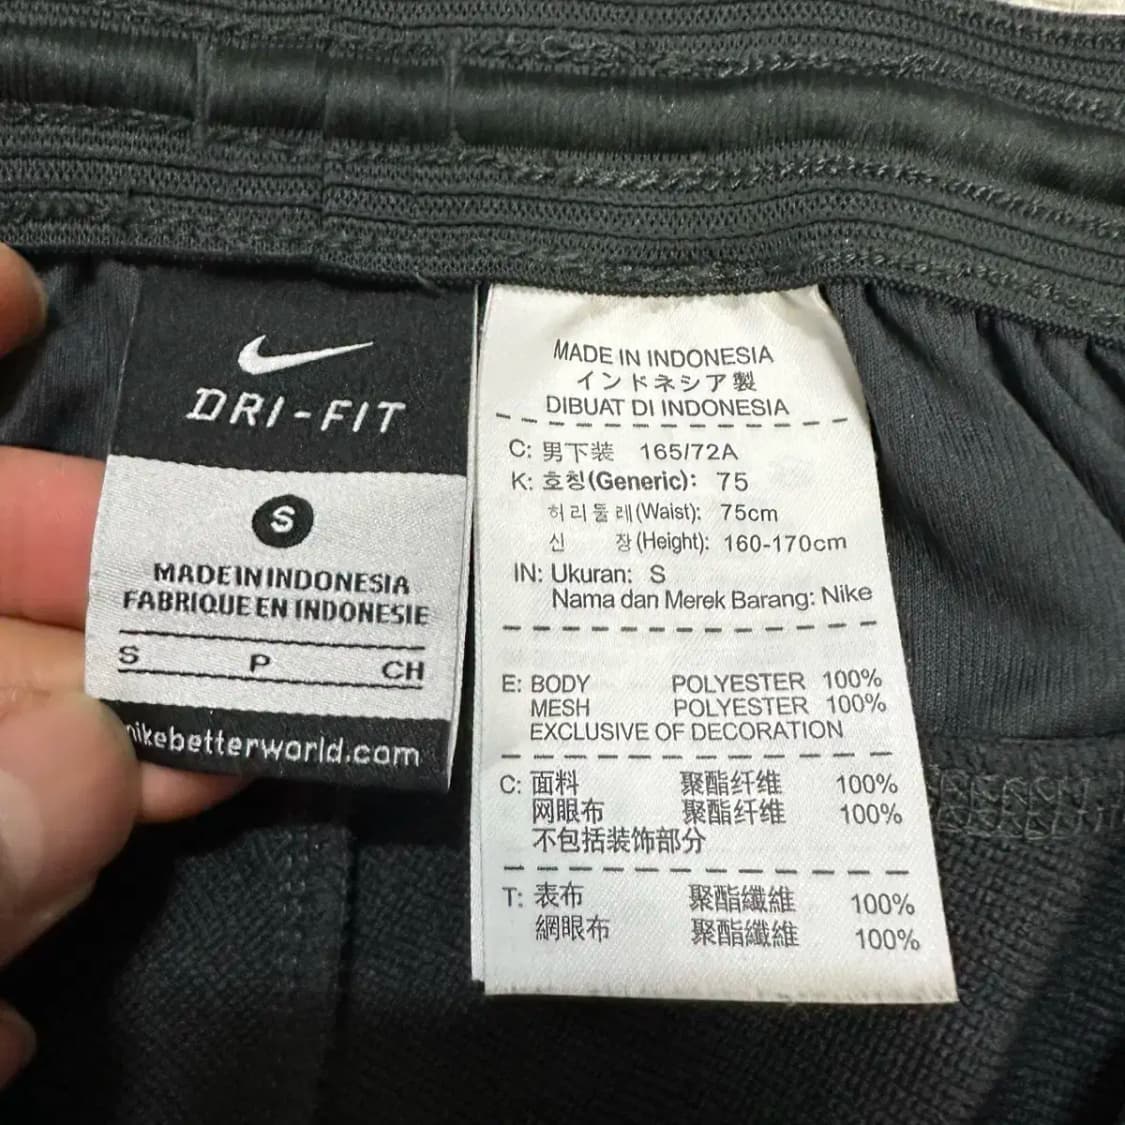 DRI-FIT
S
MADE IN INDONESIA
FABRIQUE EN INDONESIE
S P CH
nikebetterworld.com
MADE IN INDONESIA
インドネシア製
DIBUAT DI INDONESIA
C: 男下装 165/72A
K: 호칭(Generic): 75
허리둘레(Waist): 75cm
신 장(Height): 160-170cm
IN: Ukuran: S
Nama dan Merek Barang: Nike
E: BODY POLYESTER 100%
MESH POLYESTER 100%
EXCLUSIVE OF DECORATION
C: 面料 聚酯纤维 100%
网眼布 聚酯纤维 100%
不包括装饰部分
T: 表布 聚酯纖維 100%
網眼布 聚酯纖維 100%